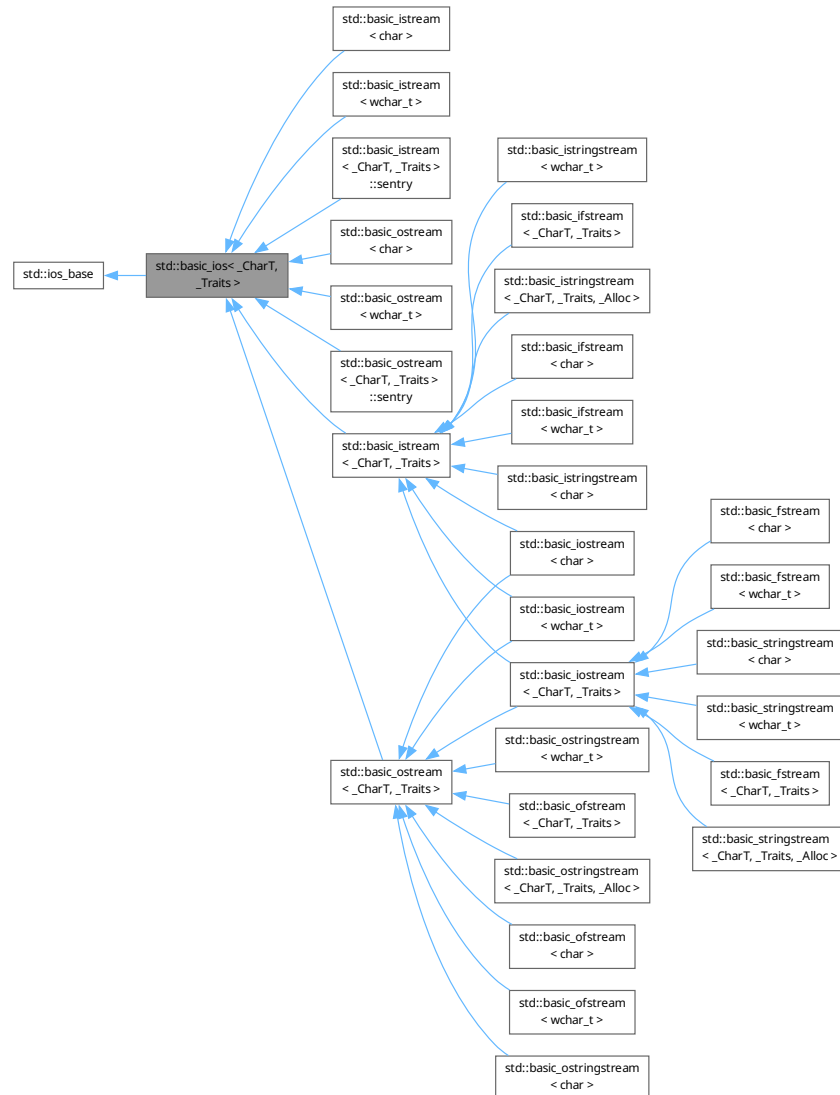 std::basic_istream
< char >
std::basic_istream
< wchar_t >
std::basic_istream
< _CharT, _Traits >
::sentry
std::basic_ostream
< char >
std::ios_base
std::basic_ios< _CharT,
_Traits >
std::basic_ostream
< wchar_t >
std::basic_ostream
< _CharT, _Traits >
::sentry
std::basic_istream
< _CharT, _Traits >
std::basic_ostream
< _CharT, _Traits >
std::basic_istringstream
< wchar_t >
std::basic_ifstream
< _CharT, _Traits >
std::basic_istringstream
< _CharT, _Traits, _Alloc >
std::basic_ifstream
< char >
std::basic_ifstream
< wchar_t >
std::basic_istringstream
< char >
std::basic_iostream
< char >
std::basic_iostream
< wchar_t >
std::basic_iostream
< _CharT, _Traits >
std::basic_ostringstream
< wchar_t >
std::basic_ofstream
< _CharT, _Traits >
std::basic_ostringstream
< _CharT, _Traits, _Alloc >
std::basic_ofstream
< char >
std::basic_ofstream
< wchar_t >
std::basic_ostringstream
< char >
std::basic_fstream
< char >
std::basic_fstream
< wchar_t >
std::basic_stringstream
< char >
std::basic_stringstream
< wchar_t >
std::basic_fstream
< _CharT, _Traits >
std::basic_stringstream
< _CharT, _Traits, _Alloc >